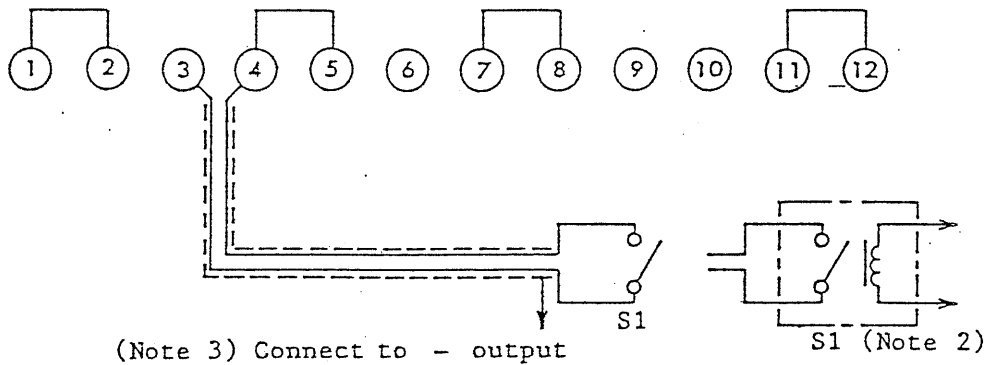 1 2 3 4 5 6 7 8 9 10 11 12
S1
S1 (Note 2)
(Note 3) Connect to - output